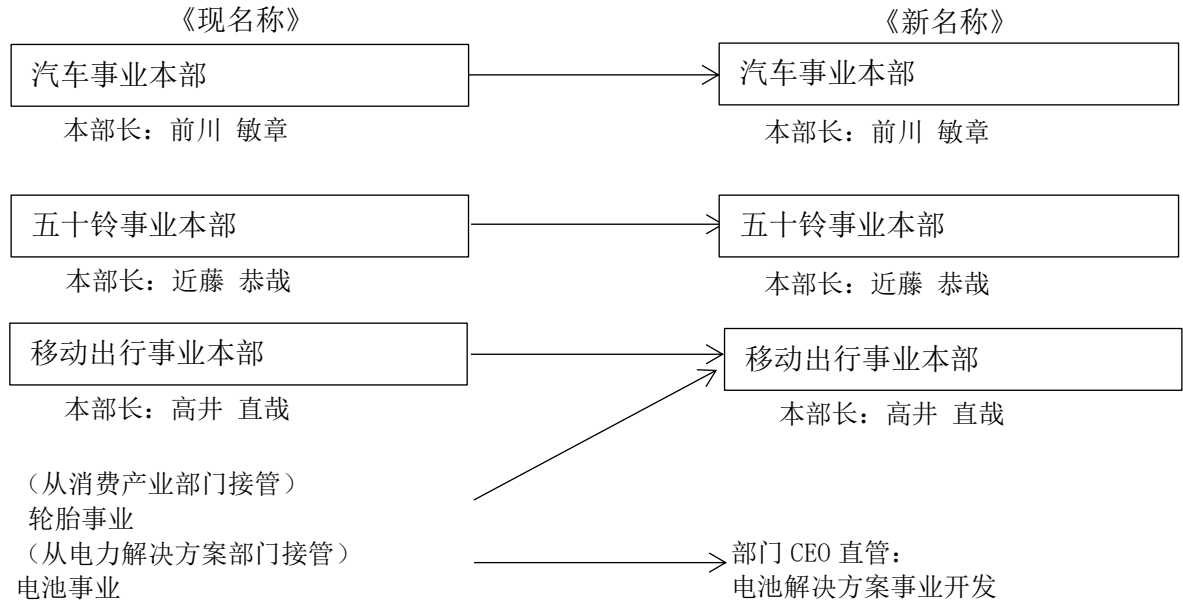 《现名称》 《新名称》
汽车事业本部 汽车事业本部
本部长：前川 敏章 本部长：前川 敏章
五十铃事业本部 五十铃事业本部
本部长：近藤 恭哉 本部长：近藤 恭哉
移动出行事业本部 移动出行事业本部
本部长：高井 直哉 本部长：高井 直哉
（从消费产业部门接管）
轮胎事业
（从电力解决方案部门接管） 部门 CEO 直管：
电池事业 电池解决方案事业开发